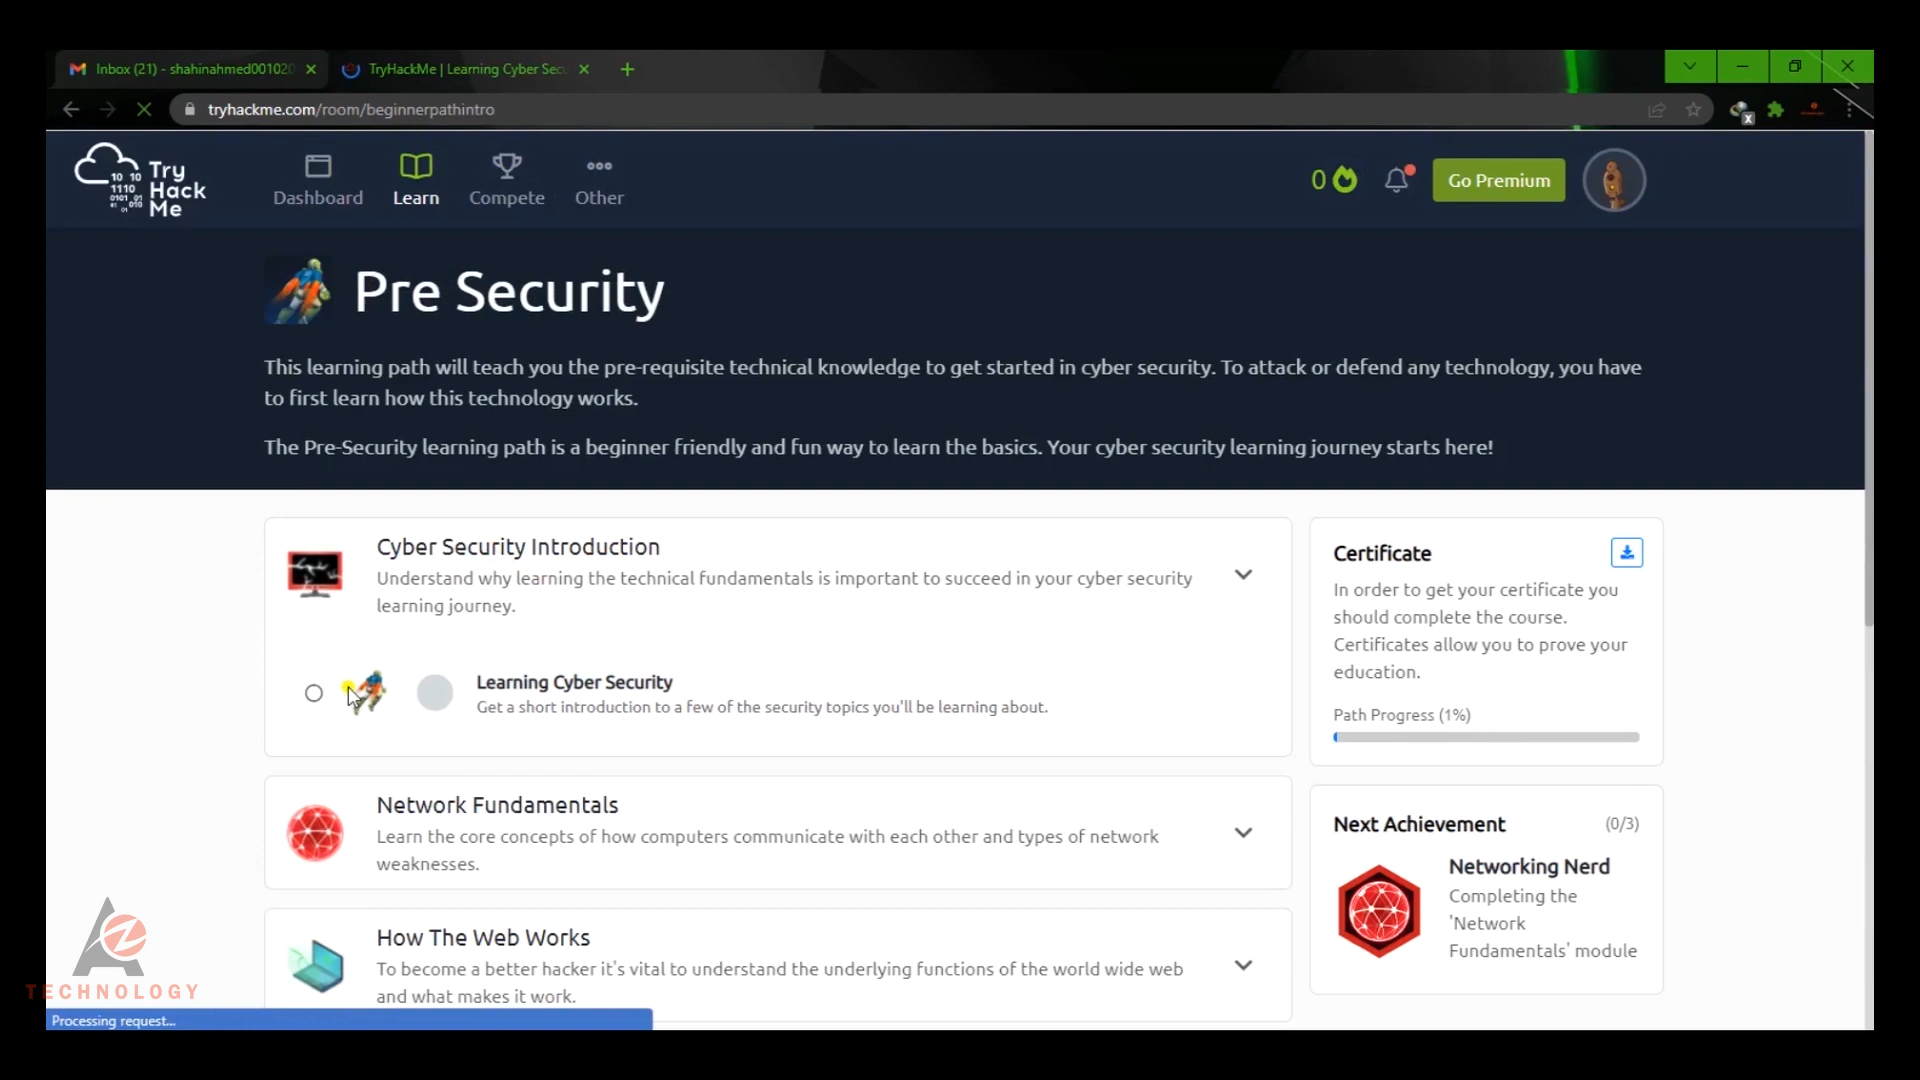 Inbox (21) - shahinahmed001020
TryHackMe | Learning Cyber Secu
tryhackme.com/room/beginnerpathintro
Try
Hack
Me
10 10
1110
0101 01
01 010
Dashboard
Learn
Compete
Other
0
Go Premium
Pre Security
This learning path will teach you the pre-requisite technical knowledge to get started in cyber security. To attack or defend any technology, you have
to first learn how this technology works.
The Pre-Security learning path is a beginner friendly and fun way to learn the basics. Your cyber security learning journey starts here!
Cyber Security Introduction
Understand why learning the technical fundamentals is important to succeed in your cyber security
learning journey.
Learning Cyber Security
Get a short introduction to a few of the security topics you'll be learning about.
Network Fundamentals
Learn the core concepts of how computers communicate with each other and types of network
weaknesses.
How The Web Works
To become a better hacker it's vital to understand the underlying functions of the world wide web
and what makes it work.
Certificate
In order to get your certificate you
should complete the course.
Certificates allow you to prove your
education.
Path Progress (1%)
Next Achievement
(0/3)
Networking Nerd
Completing the
'Network
Fundamentals' module
TECHNOLOGY
Processing request...